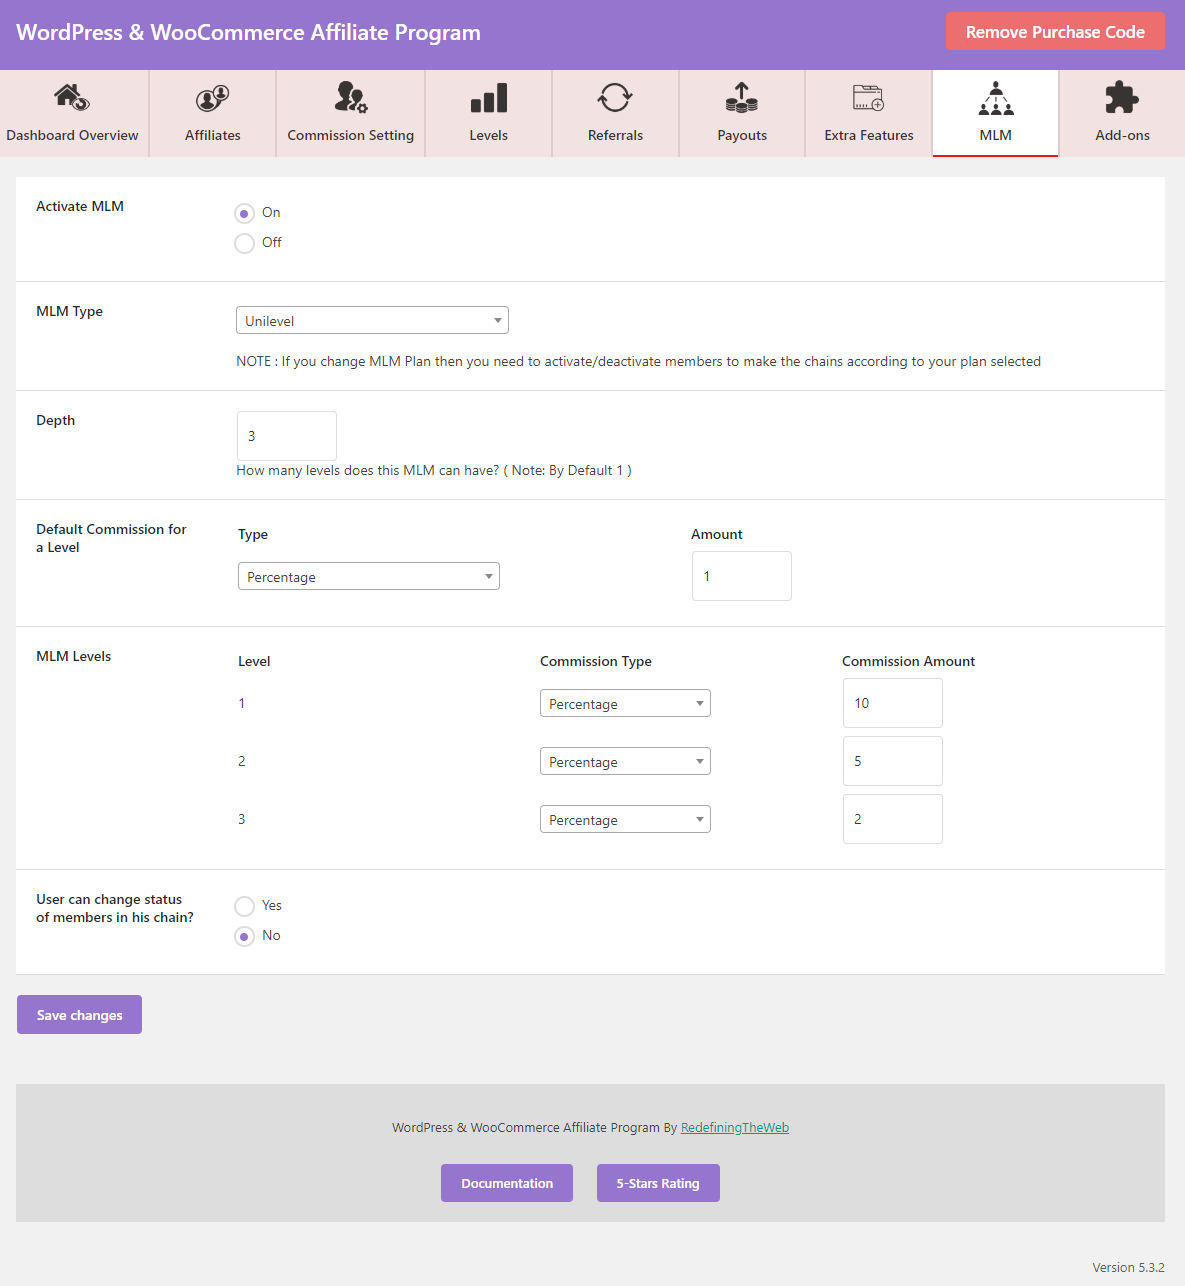 WordPress & WooCommerce Affiliate Program
Remove Purchase Code
Dashboard Overview
Affiliates
Commission Setting
Levels
Referrals
Payouts
Extra Features
MLM
Add-ons
Activate MLM
On
Off
MLM Type
Unilevel
NOTE : If you change MLM Plan then you need to activate/deactivate members to make the chains according to your plan selected
Depth
3
How many levels does this MLM can have? ( Note: By Default 1 )
Default Commission for
a Level
Type
Amount
Percentage
1
MLM Levels
Level
Commission Type
Commission Amount
1
Percentage
10
2
Percentage
5
3
Percentage
2
User can change status
of members in his chain?
Yes
No
Save changes
WordPress & WooCommerce Affiliate Program By RedefiningTheWeb
Documentation
5-Stars Rating
Version 5.3.2